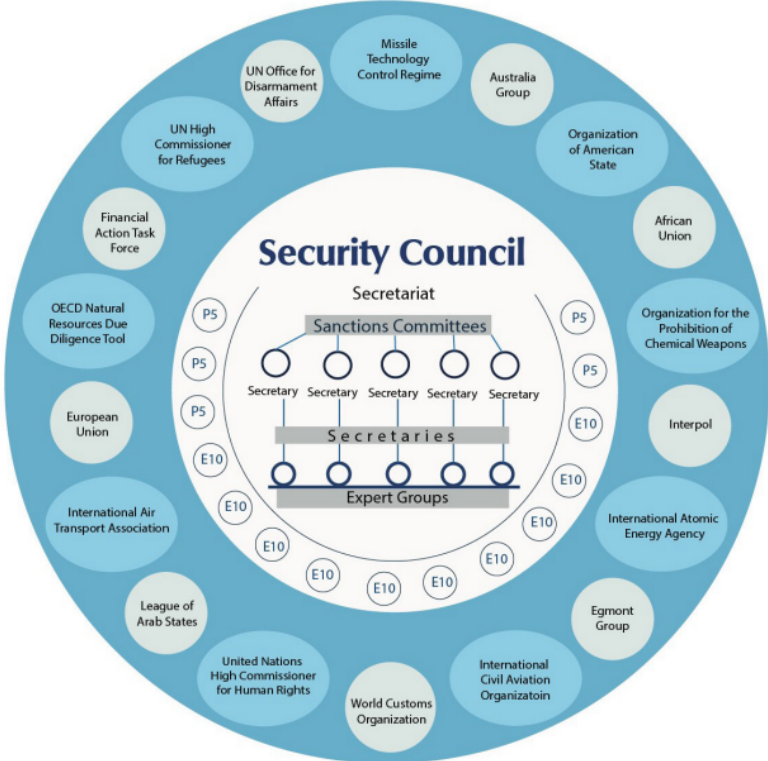 Missile
Technology
Control Regime
Australia
Group
Organization
of American
State
African
Union
Organization for the
Prohibition of
Chemical Weapons
Interpol
International Atomic
Energy Agency
Egmont
Group
International
Civil Aviation
Organizatoin
World Customs
Organization
United Nations
High Commissioner
for Human Rights
League of
Arab States
International Air
Transport Association
European
Union
OECD Natural
Resources Due
Diligence Tool
Financial
Action Task
Force
UN High
Commissioner
for Refugees
UN Office for
Disarmament
Affairs
Security Council
Secretariat
Sanctions Committees
Secretary Secretary Secretary Secretary Secretary
Secretaries
Expert Groups
P5
P5
P5
E10
E10
E10
E10
E10
E10
E10
E10
E10
E10
P5
P5